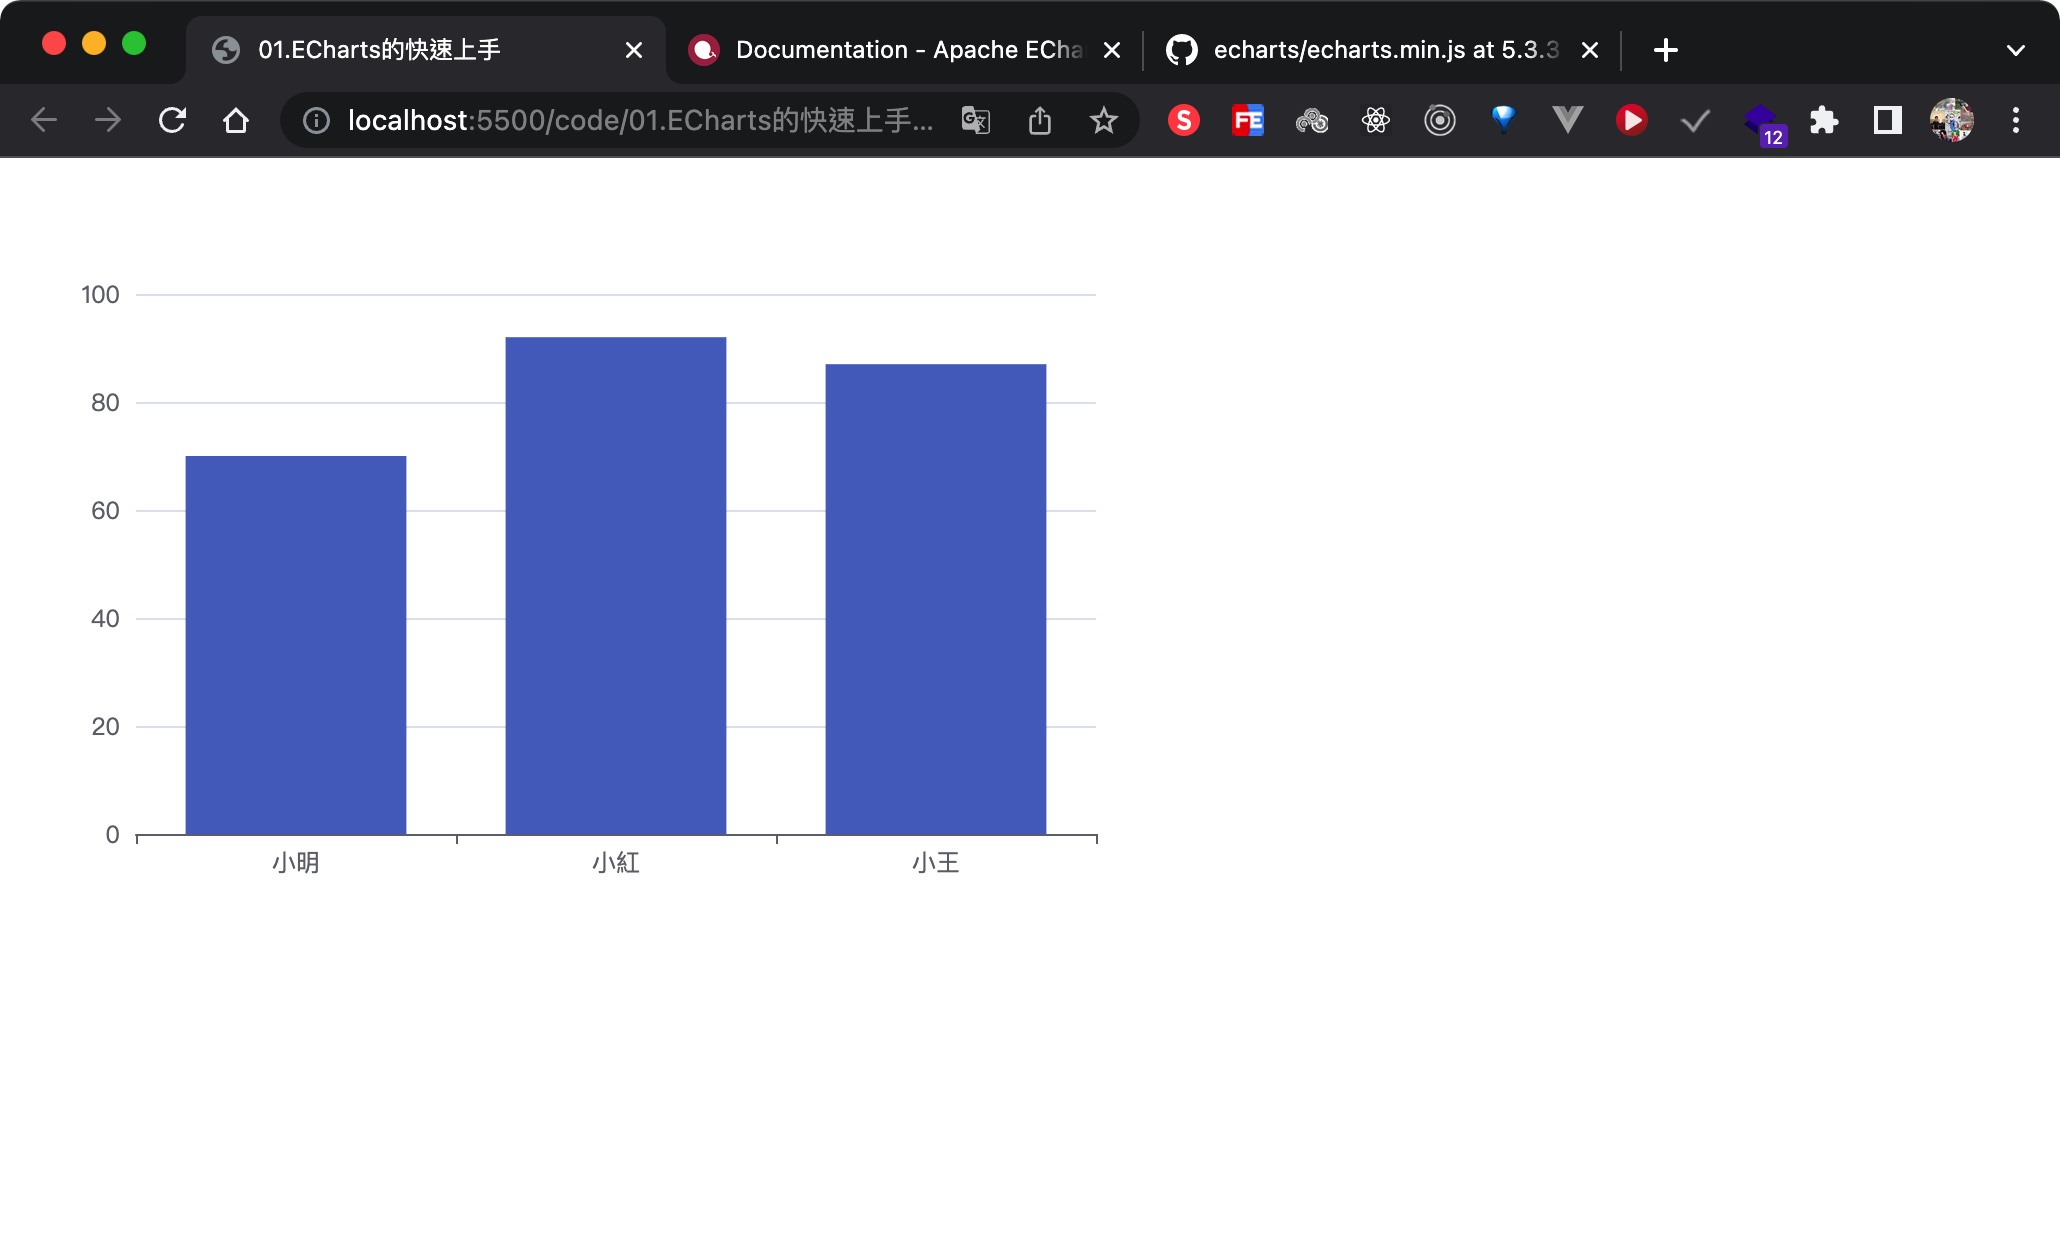 01.ECharts的快速上手
Documentation - Apache ECha
echarts/echarts.min.js at 5.3.3
localhost:5500/code/01.ECharts的快速上手...
S
FE
12
100
80
60
40
20
0
小明 小紅 小王